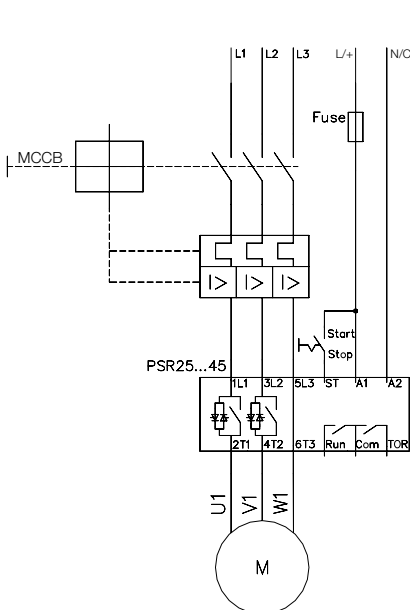 L1 L2 L3 L/+ N/C
Fuse
MCCB
I> I> I>
Start
Stop
PSR25...45
1L1 3L2 5L3 ST A1 A2
2T1 4T2 6T3 Run Com TOR
U1 V1 W1
M